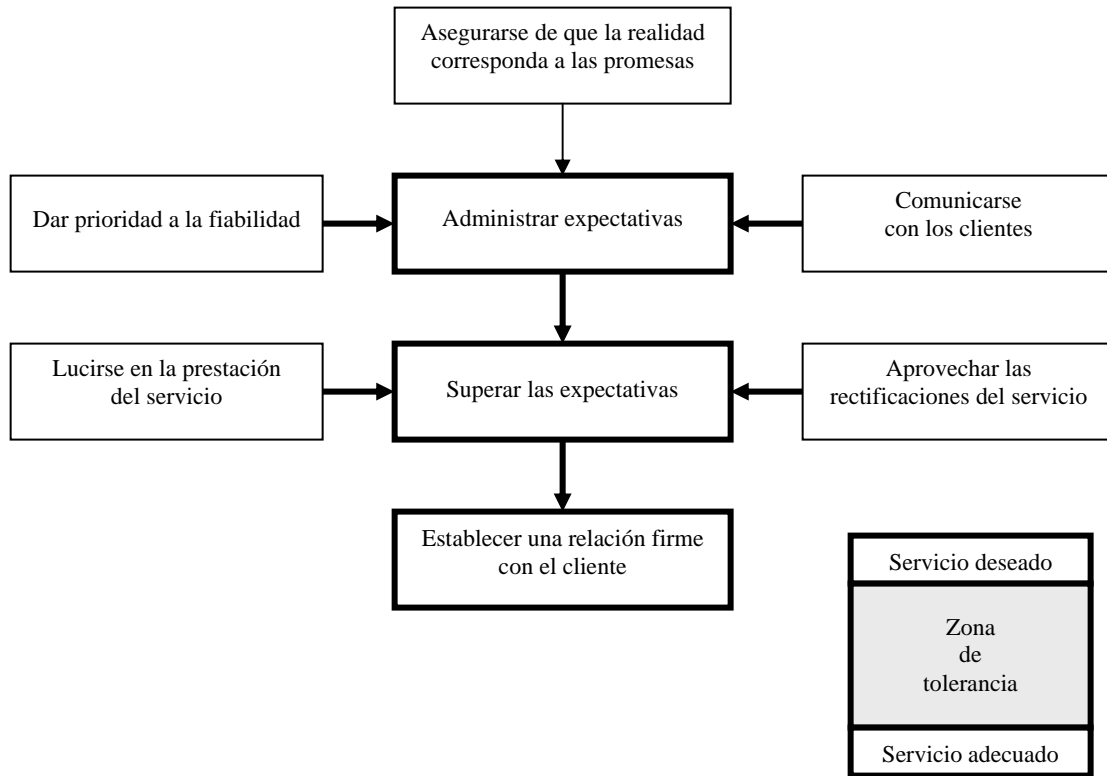 Asegurarse de que la realidad
corresponda a las promesas
Dar prioridad a la fiabilidad
Administrar expectativas
Comunicarse
con los clientes
Lucirse en la prestación
del servicio
Superar las expectativas
Aprovechar las
rectificaciones del servicio
Establecer una relación firme
con el cliente
Servicio deseado
Zona
de
tolerancia
Servicio adecuado